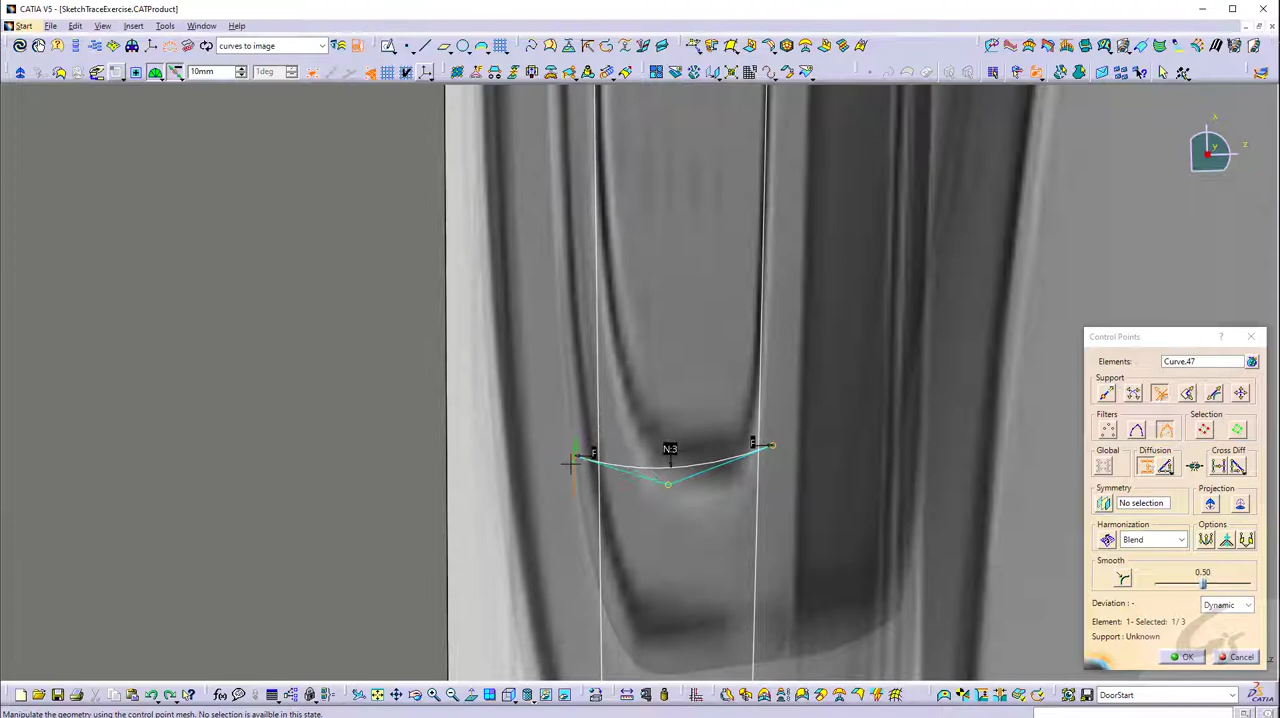 CATIA V5 - [SketchTraceExercise.CATProduct]
Start File Edit View Insert Tools Window Help
curves to image
10mm 1deg
x
y z
N:3
F F
Control Points ?
Elements: Curve.47
Support
Filters Selection
Global Diffusion Cross Diff
Symmetry Projection
No selection
Harmonization Options
Blend
Smooth
0.50
Deviation : - Dynamic
Element: 1- Selected: 1/ 3
Support : Unknown
OK Cancel
DoorStart
CATIA
Manipulate the geometry using the control point mesh. No selection is availble in this state.